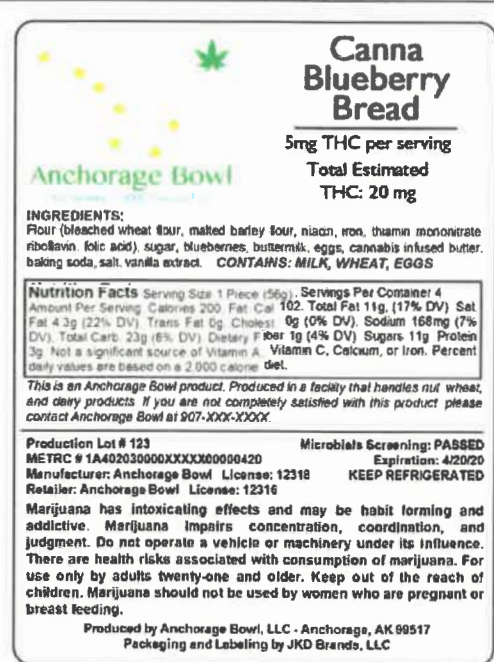 Canna
Blueberry
Bread
5mg THC per serving
Total Estimated
THC: 20 mg
Anchorage Bowl
INGREDIENTS:
Flour (bleached wheat flour, malted barley flour, niacin, iron, thiamin mononitrate
riboflavin, folic acid), sugar, blueberries, buttermilk, eggs, cannabis infused butter,
baking soda, salt, vanilla extract. CONTAINS: MILK, WHEAT, EGGS
Nutrition Facts Serving Size 1 Piece (56g). Servings Per Container 4
Amount Per Serving Calories 200 Fat Cal 102. Total Fat 11g, (17% DV) Sat
Fat 4.3g (22% DV) Trans Fat 0g. Cholest 0g (0% DV). Sodium 168mg (7%
DV), Total Carb. 23g (8% DV) Dietary Fiber 1g (4% DV) Sugars 11g Protein
3g Not a significant source of Vitamin A. Vitamin C, Calcium, or Iron. Percent
daily values are based on a 2,000 calorie diet.
This is an Anchorage Bowl product. Produced in a facility that handles nut wheat,
and dairy products If you are not completely satisfied with this product please
contact Anchorage Bowl at 907-XXX-XXXX.
Production Lot # 123 Microbials Screening: PASSED
METRC # 1A402030000XXXXX00000420 Expiration: 4/20/20
Manufacturer: Anchorage Bowl License: 12318 KEEP REFRIGERATED
Retailer: Anchorage Bowl License: 12316
Marijuana has intoxicating effects and may be habit forming and
addictive. Marijuana impairs concentration, coordination, and
judgment. Do not operate a vehicle or machinery under its influence.
There are health risks associated with consumption of marijuana. For
use only by adults twenty-one and older. Keep out of the reach of
children. Marijuana should not be used by women who are pregnant or
breast feeding.
Produced by Anchorage Bowl, LLC - Anchorage, AK 99517
Packaging and Labeling by JKD Brands, LLC